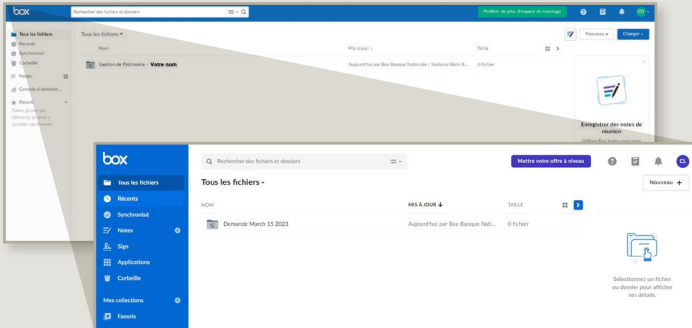 box
Rechercher des fichiers et dossiers
Profiter de plus d'espace de stockage
Tous les fichiers
Récents
Synchronisé
Corbeille
Notes
Console d'administ...
Favoris
Tous les fichiers
Nouveau
Charger
Nom
Mis à jour
Taille
Gestion de Patrimoine - Votre nom
Aujourd'hui par Box Banque Nationale / National Bank B...
0 fichier
Enregistrer des notes de
réunion
box
Rechercher des fichiers et dossiers
Mettre votre offre à niveau
CL
Tous les fichiers
Récents
Synchronisé
Notes
Sign
Applications
Corbeille
Mes collections
Favoris
Tous les fichiers
Nouveau +
NOM
MIS À JOUR ↓
TAILLE
Demande March 15 2023
Aujourd'hui par Box Banque Nati...
0 fichier
Sélectionnez un fichier
ou dossier pour afficher
ses détails.